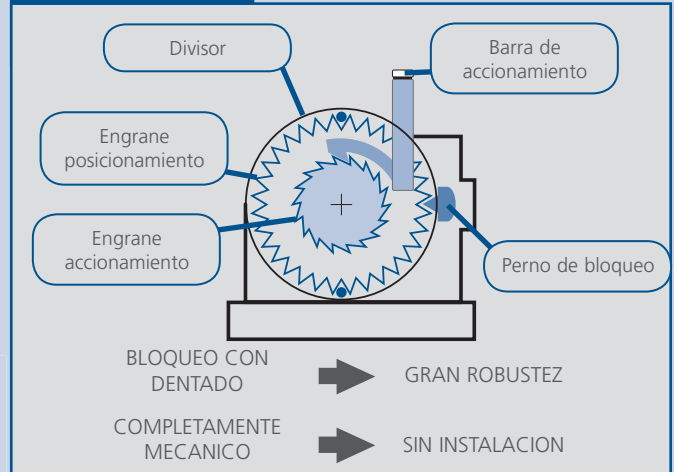 Divisor
Barra de
accionamiento
Engrane
posicionamiento
Engrane
accionamiento
Perno de bloqueo
BLOQUEO CON
DENTADO
GRAN ROBUSTEZ
COMPLETAMENTE
MECANICO
SIN INSTALACION